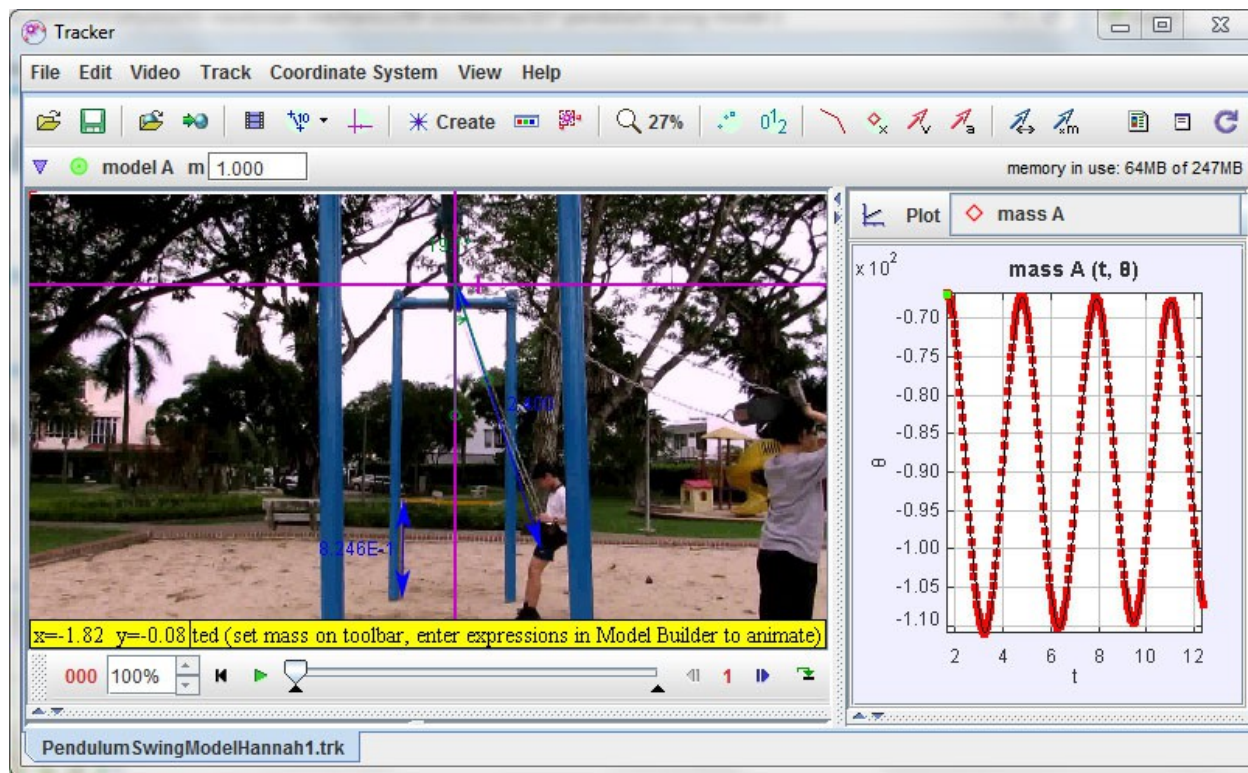 Tracker
File Edit Video Track Coordinate System View Help
Create 27%
model A m 1.000 memory in use: 64MB of 247MB
Plot mass A
x 10²
mass A (t, θ)
-0.70
-0.75
-0.80
-0.85
-0.90
-0.95
-1.00
-1.05
-1.10
θ
2 4 6 8 10 12
t
2.400
8.246E-1
x=-1.82 y=-0.08 ted (set mass on toolbar, enter expressions in Model Builder to animate)
000 100% 1
PendulumSwingModelHannah1.trk